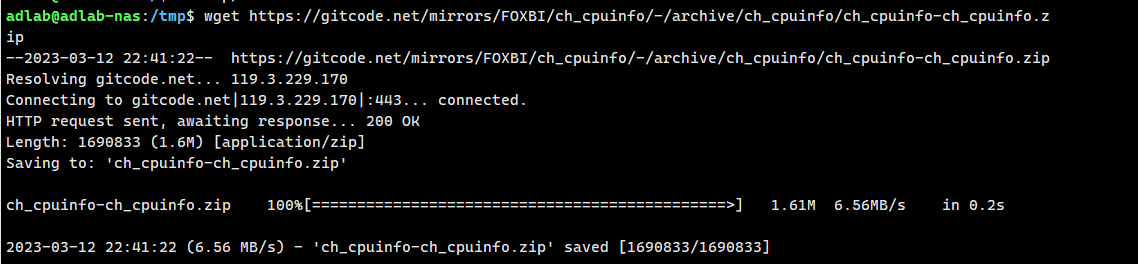 adlab@adlab-nas:/tmp$ wget https://gitcode.net/mirrors/FOXBI/ch_cpuinfo/-/archive/ch_cpuinfo/ch_cpuinfo-ch_cpuinfo.z
ip
--2023-03-12 22:41:22--  https://gitcode.net/mirrors/FOXBI/ch_cpuinfo/-/archive/ch_cpuinfo/ch_cpuinfo-ch_cpuinfo.zip
Resolving gitcode.net... 119.3.229.170
Connecting to gitcode.net|119.3.229.170|:443... connected.
HTTP request sent, awaiting response... 200 OK
Length: 1690833 (1.6M) [application/zip]
Saving to: 'ch_cpuinfo-ch_cpuinfo.zip'
ch_cpuinfo-ch_cpuinfo.zip    100%[==============================================>]   1.61M  6.56MB/s    in 0.2s
2023-03-12 22:41:22 (6.56 MB/s) - 'ch_cpuinfo-ch_cpuinfo.zip' saved [1690833/1690833]